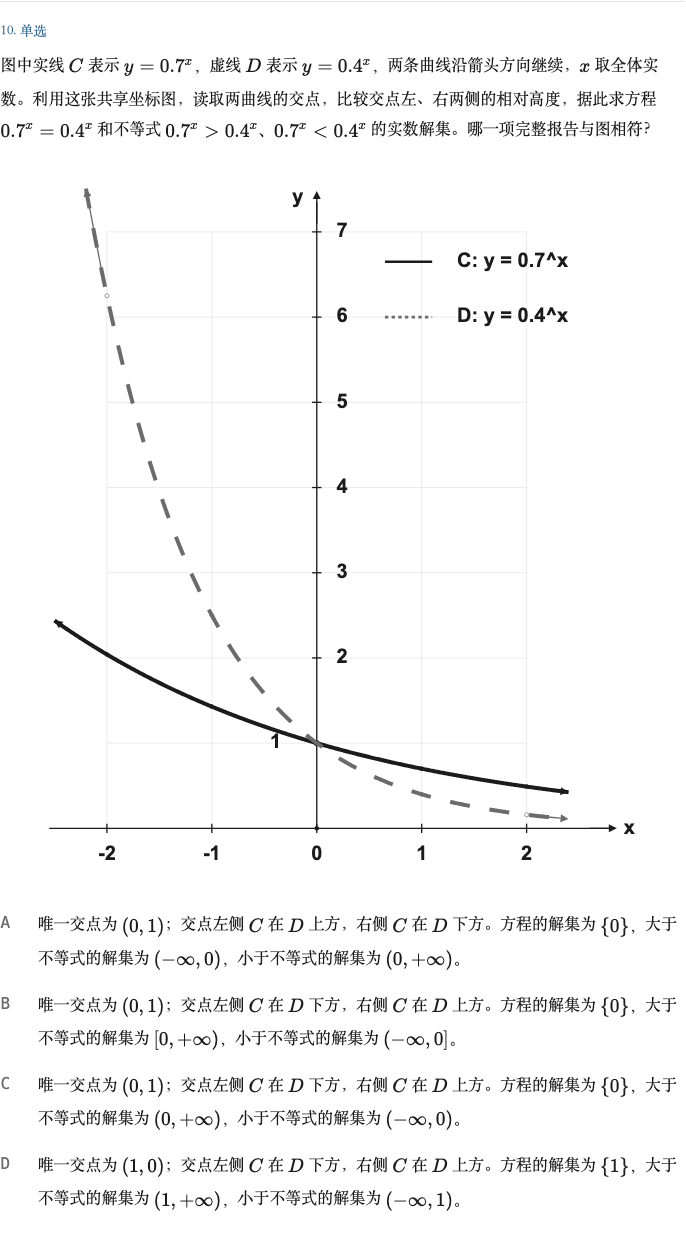 10. 单选
图中实线 C 表示 y = 0.7^x，虚线 D 表示 y = 0.4^x，两条曲线沿箭头方向继续，x 取全体实
数。利用这张共享坐标图，读取两曲线的交点，比较交点左、右两侧的相对高度，据此求方程
0.7^x = 0.4^x 和不等式 0.7^x > 0.4^x、0.7^x < 0.4^x 的实数解集。哪一项完整报告与图相符？
y
7
C: y = 0.7^x
6
D: y = 0.4^x
5
4
3
2
1
x
-2 -1 0 1 2
A 唯一交点为 (0, 1)；交点左侧 C 在 D 上方，右侧 C 在 D 下方。方程的解集为 {0}，大于
不等式的解集为 (−∞, 0)，小于不等式的解集为 (0, +∞)。
B 唯一交点为 (0, 1)；交点左侧 C 在 D 下方，右侧 C 在 D 上方。方程的解集为 {0}，大于
不等式的解集为 [0, +∞)，小于不等式的解集为 (−∞, 0]。
C 唯一交点为 (0, 1)；交点左侧 C 在 D 下方，右侧 C 在 D 上方。方程的解集为 {0}，大于
不等式的解集为 (0, +∞)，小于不等式的解集为 (−∞, 0)。
D 唯一交点为 (1, 0)；交点左侧 C 在 D 下方，右侧 C 在 D 上方。方程的解集为 {1}，大于
不等式的解集为 (1, +∞)，小于不等式的解集为 (−∞, 1)。